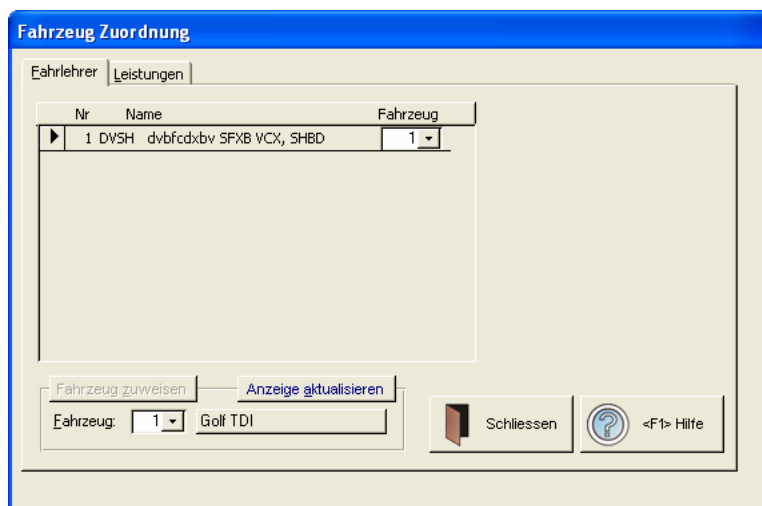 Fahrzeug Zuordnung
Fahrlehrer Leistungen
Nr Name Fahrzeug
1 DVSH dvbfcdxbv SFXB VCX, SHBD 1
Fahrzeug zuweisen Anzeige aktualisieren
Fahrzeug: 1 Golf TDI
Schliessen <F1> Hilfe